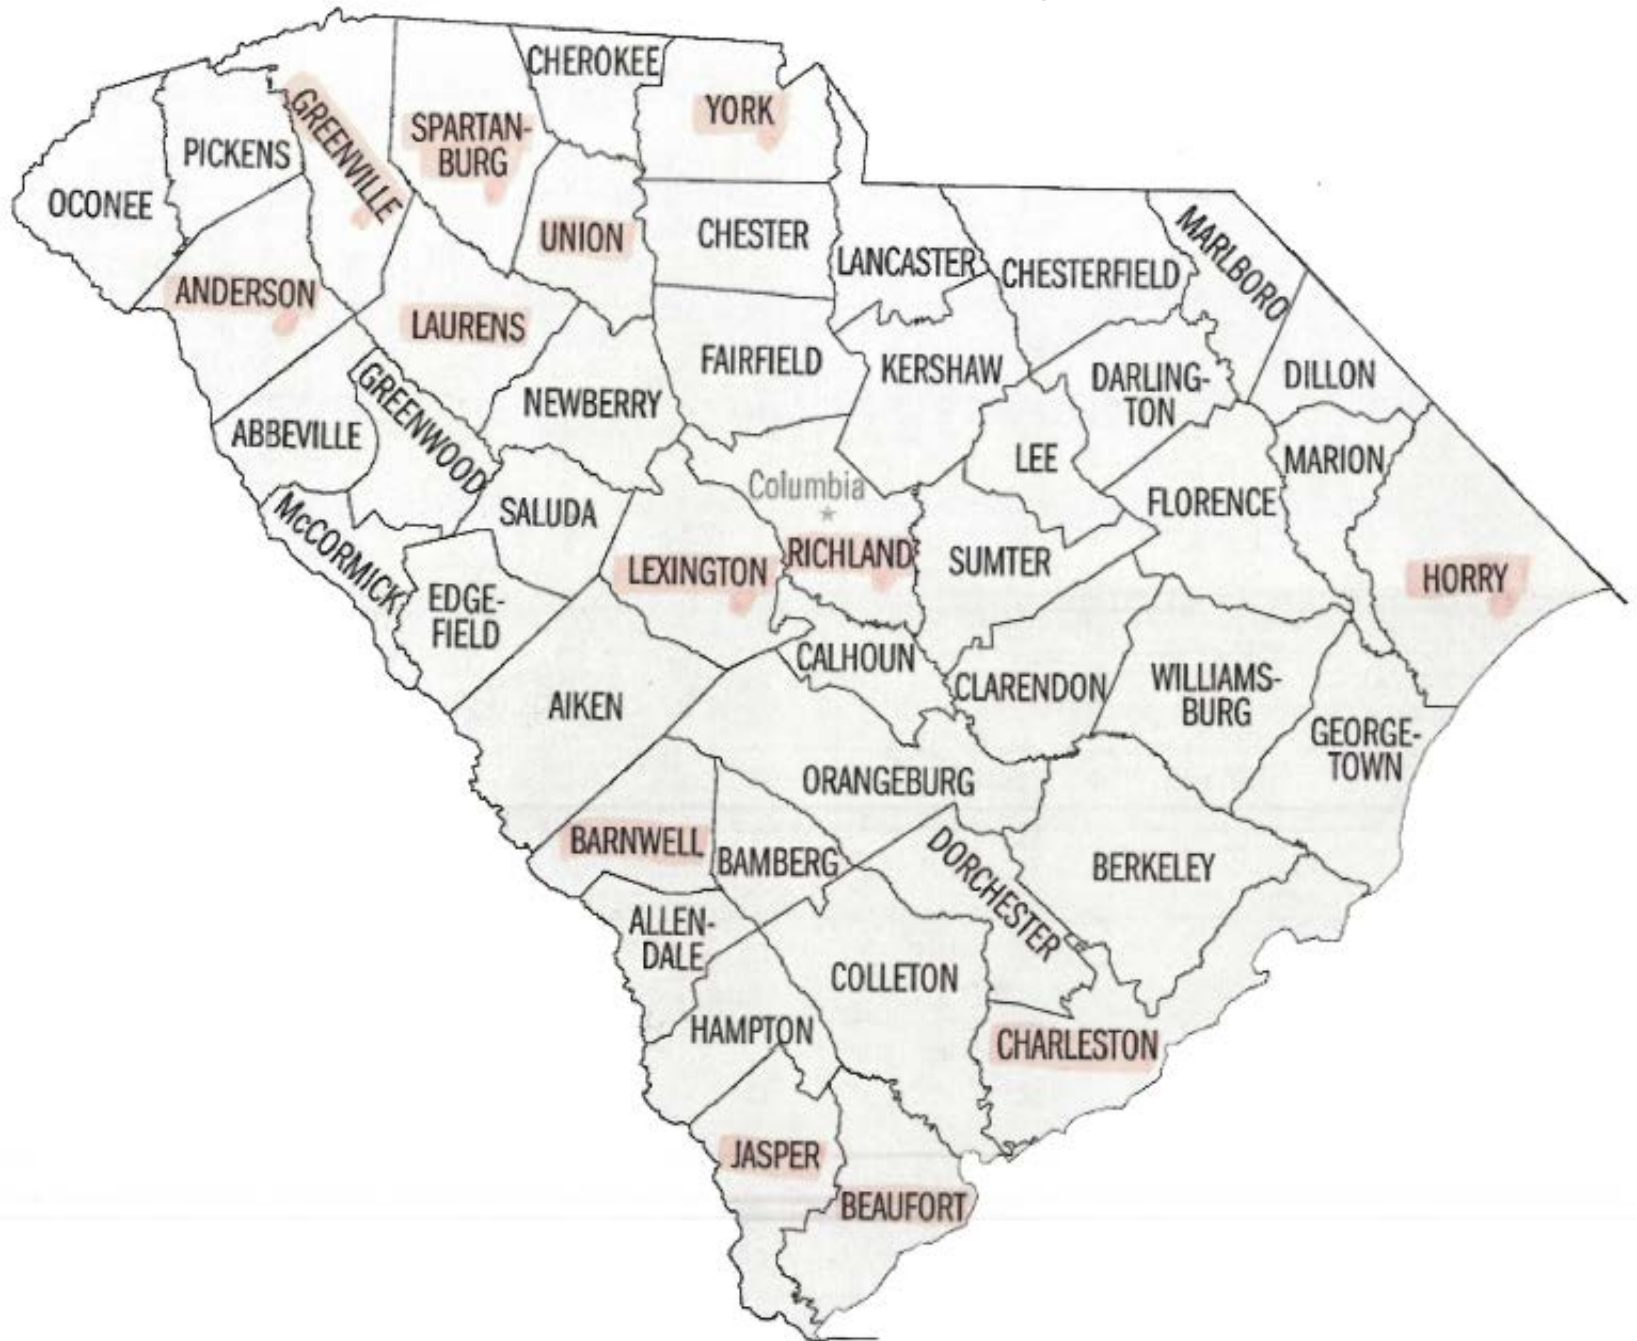 CHEROKEE
YORK
GREENVILLE
SPARTAN-
BURG
PICKENS
OCONEE
UNION
CHESTER
LANCASTER
CHESTERFIELD
MARLBORO
ANDERSON
LAURENS
FAIRFIELD
KERSHAW
DARLING-
TON
DILLON
NEWBERRY
ABBEVILLE
GREENWOOD
LEE
MARION
Columbia
FLORENCE
SALUDA
McCORMICK
LEXINGTON
RICHLAND
SUMTER
HORRY
EDGE-
FIELD
CALHOUN
CLARENDON
WILLIAMS-
BURG
AIKEN
GEORGE-
TOWN
ORANGEBURG
BARNWELL
BAMBERG
DORCHESTER
BERKELEY
ALLEN-
DALE
COLLETON
HAMPTON
CHARLESTON
JASPER
BEAUFORT